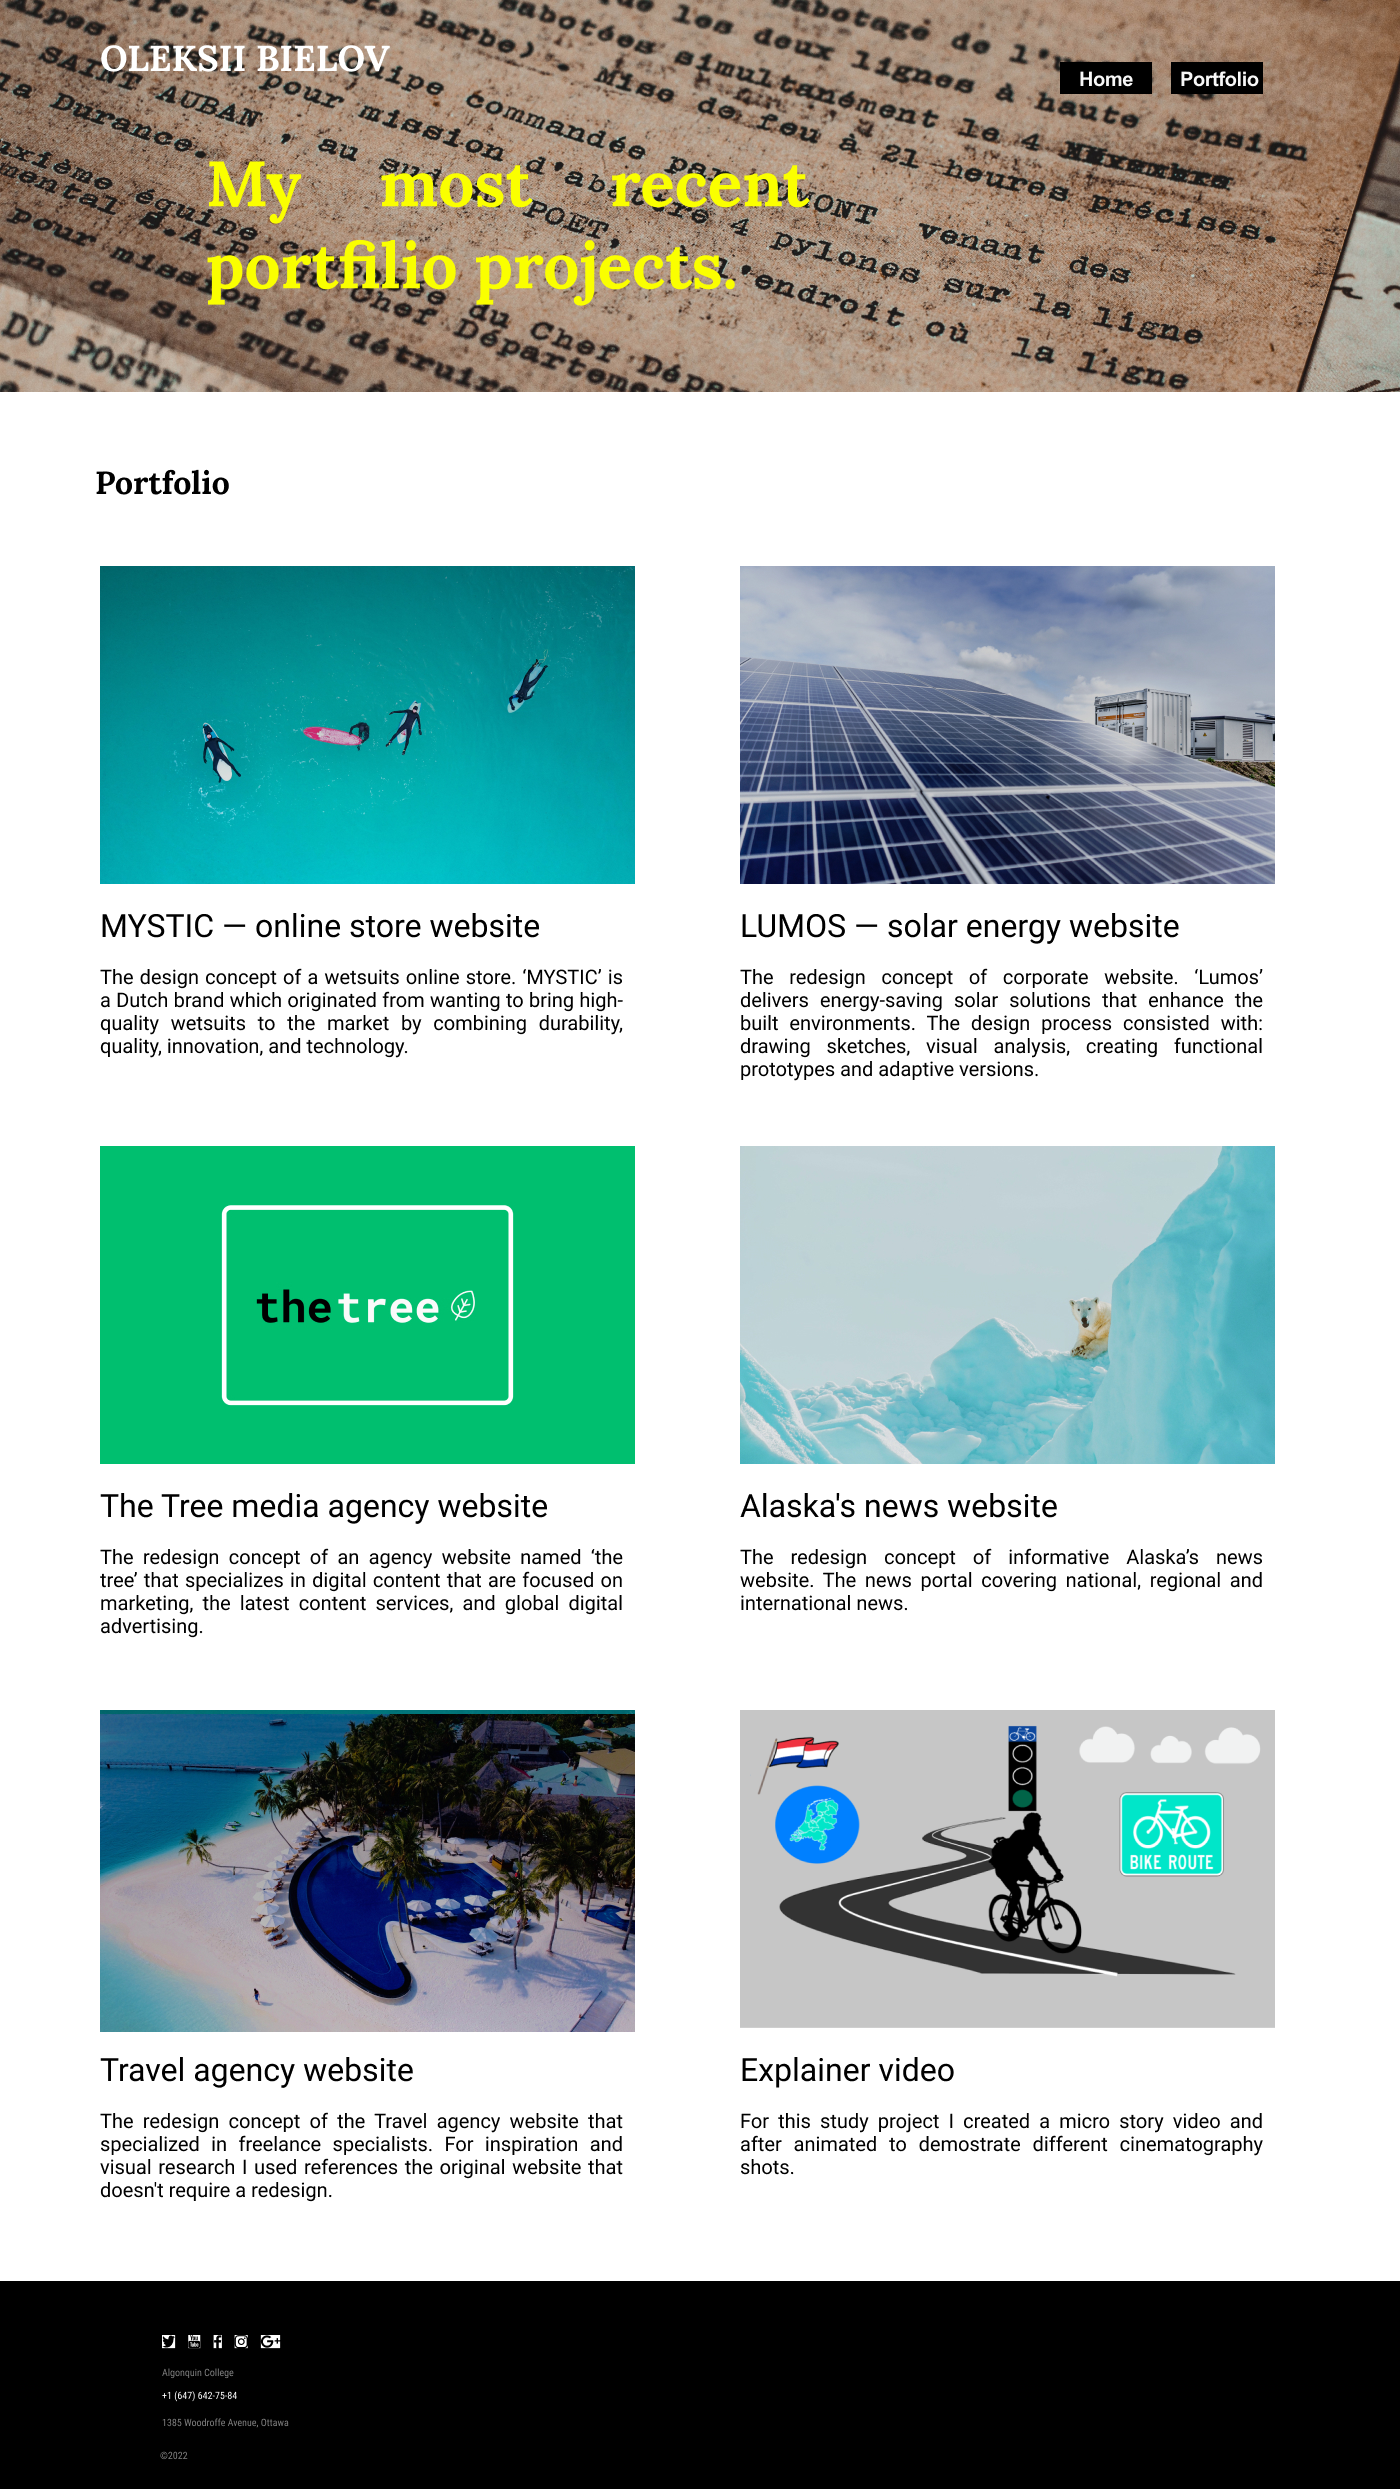 OLEKSII BIELOV
Home Portfolio
My most recent
portfilio projects.
Portfolio
MYSTIC — online store website
The design concept of a wetsuits online store. ‘MYSTIC’ is
a Dutch brand which originated from wanting to bring high-
quality wetsuits to the market by combining durability,
quality, innovation, and technology.
LUMOS — solar energy website
The redesign concept of corporate website. ‘Lumos’
delivers energy-saving solar solutions that enhance the
built environments. The design process consisted with:
drawing sketches, visual analysis, creating functional
prototypes and adaptive versions.
thetree
The Tree media agency website
The redesign concept of an agency website named ‘the
tree’ that specializes in digital content that are focused on
marketing, the latest content services, and global digital
advertising.
Alaska's news website
The redesign concept of informative Alaska’s news
website. The news portal covering national, regional and
international news.
Travel agency website
The redesign concept of the Travel agency website that
specialized in freelance specialists. For inspiration and
visual research I used references the original website that
doesn't require a redesign.
BIKE ROUTE
Explainer video
For this study project I created a micro story video and
after animated to demostrate different cinematography
shots.
Algonquin College
+1 (647) 642-75-84
1385 Woodroffe Avenue, Ottawa
©2022